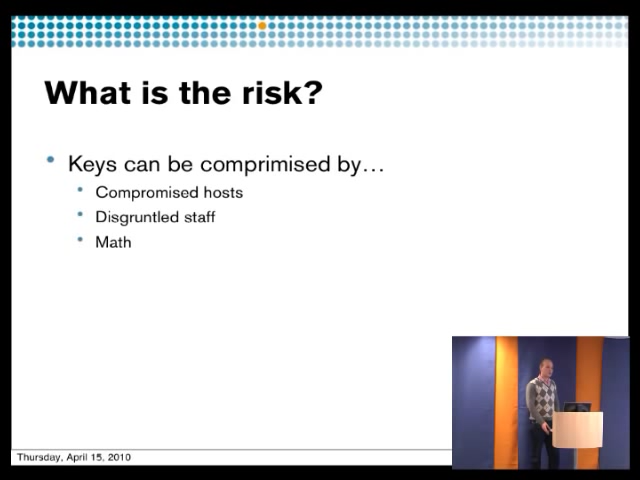 What is the risk?
Keys can be comprimised by…
Compromised hosts
Disgruntled staff
Math
Thursday, April 15, 2010